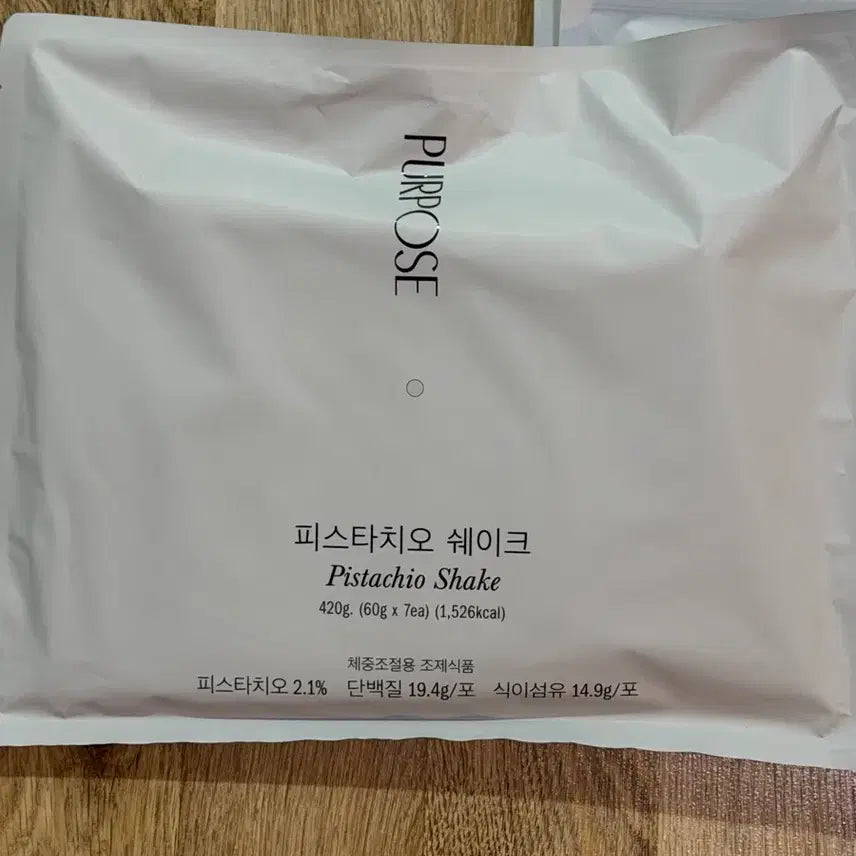 PURPOSE
피스타치오 쉐이크
Pistachio Shake
420g. (60g x 7ea) (1,526kcal)
체중조절용 조제식품
피스타치오 2.1% 단백질 19.4g/포 식이섬유 14.9g/포